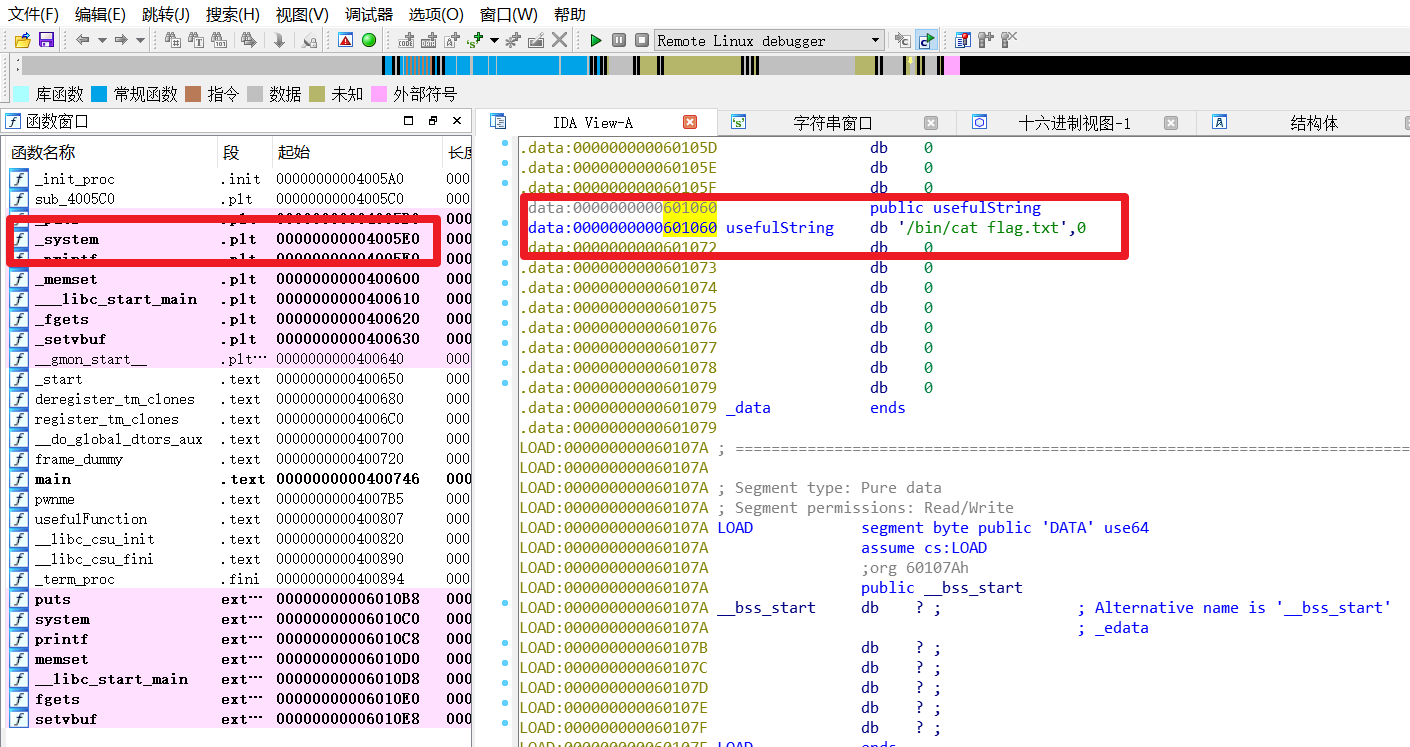 文件(F) 编辑(E) 跳转(J) 搜索(H) 视图(V) 调试器 选项(O) 窗口(W) 帮助
Remote Linux debugger
库函数 常规函数 指令 数据 未知 外部符号
函数窗口
函数名称 段 起始 长度
_init_proc .init 00000000004005A0 000
sub_4005C0 .plt 00000000004005C0 000
_system .plt 00000000004005E0 000
_printf .plt 00000000004005F0 000
_memset .plt 0000000000400600 000
___libc_start_main .plt 0000000000400610 000
_fgets .plt 0000000000400620 000
_setvbuf .plt 0000000000400630 000
__gmon_start__ .plt… 0000000000400640 000
_start .text 0000000000400650 000
deregister_tm_clones .text 0000000000400680 000
register_tm_clones .text 00000000004006C0 000
__do_global_dtors_aux .text 0000000000400700 000
frame_dummy .text 0000000000400720 000
main .text 0000000000400746 000
pwnme .text 00000000004007B5 000
usefulFunction .text 0000000000400807 000
__libc_csu_init .text 0000000000400820 000
__libc_csu_fini .text 0000000000400890 000
_term_proc .fini 0000000000400894 000
puts ext… 00000000006010B8 000
system ext… 00000000006010C0 000
printf ext… 00000000006010C8 000
memset ext… 00000000006010D0 000
__libc_start_main ext… 00000000006010D8 000
fgets ext… 00000000006010E0 000
setvbuf ext… 00000000006010E8 000
IDA View-A 字符串窗口 十六进制视图-1 结构体
.data:000000000060105D db 0
.data:000000000060105E db 0
.data:000000000060105F db 0
data:0000000000601060 public usefulString
data:0000000000601060 usefulString db '/bin/cat flag.txt',0
.data:0000000000601072 db 0
.data:0000000000601073 db 0
.data:0000000000601074 db 0
.data:0000000000601075 db 0
.data:0000000000601076 db 0
.data:0000000000601077 db 0
.data:0000000000601078 db 0
.data:0000000000601079 db 0
.data:0000000000601079 _data ends
.data:0000000000601079
LOAD:000000000060107A ; ===========================================================================
LOAD:000000000060107A
LOAD:000000000060107A ; Segment type: Pure data
LOAD:000000000060107A ; Segment permissions: Read/Write
LOAD:000000000060107A LOAD segment byte public 'DATA' use64
LOAD:000000000060107A assume cs:LOAD
LOAD:000000000060107A ;org 60107Ah
LOAD:000000000060107A public __bss_start
LOAD:000000000060107A __bss_start db ? ; ; Alternative name is '__bss_start'
LOAD:000000000060107A ; _edata
LOAD:000000000060107B db ? ;
LOAD:000000000060107C db ? ;
LOAD:000000000060107D db ? ;
LOAD:000000000060107E db ? ;
LOAD:000000000060107F db ? ;
LOAD:000000000060107F LOAD ends